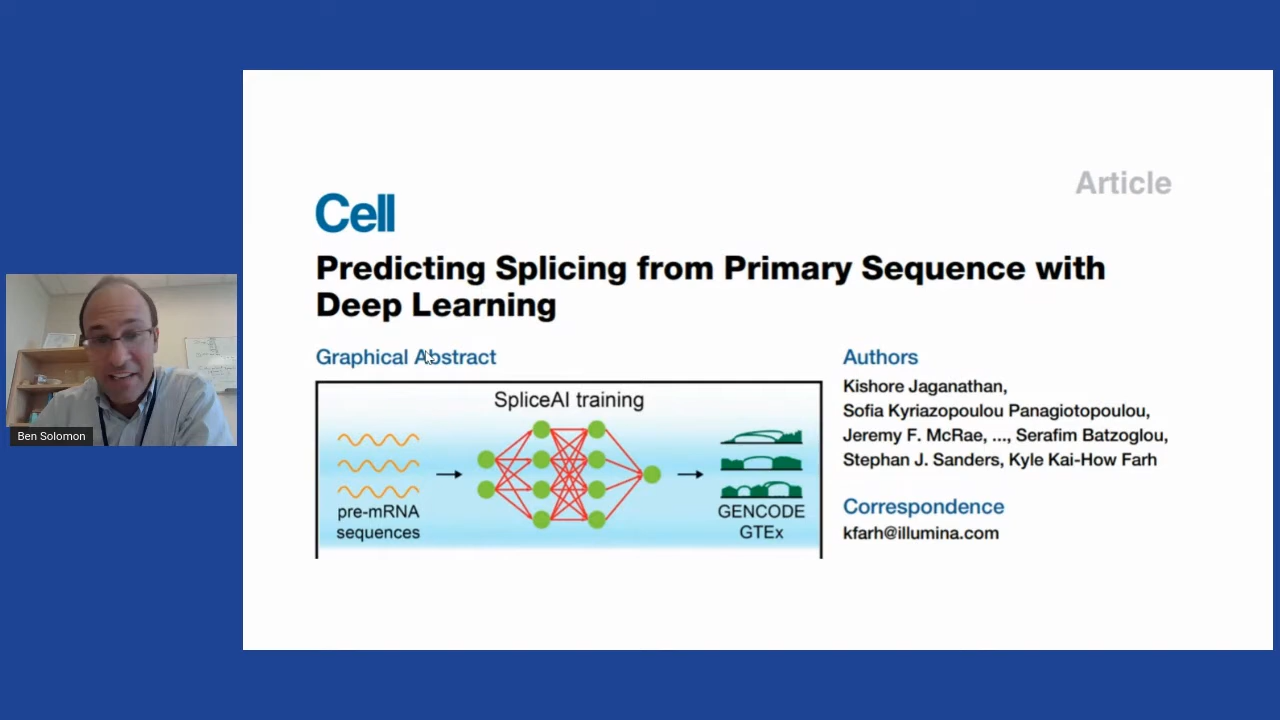 Article
Cell
Predicting Splicing from Primary Sequence with
Deep Learning
Graphical Abstract
SpliceAI training
pre-mRNA
sequences
GENCODE
GTEx
Authors
Kishore Jaganathan,
Sofia Kyriazopoulou Panagiotopoulou,
Jeremy F. McRae, ..., Serafim Batzoglou,
Stephan J. Sanders, Kyle Kai-How Farh
Correspondence
kfarh@illumina.com
Ben Solomon